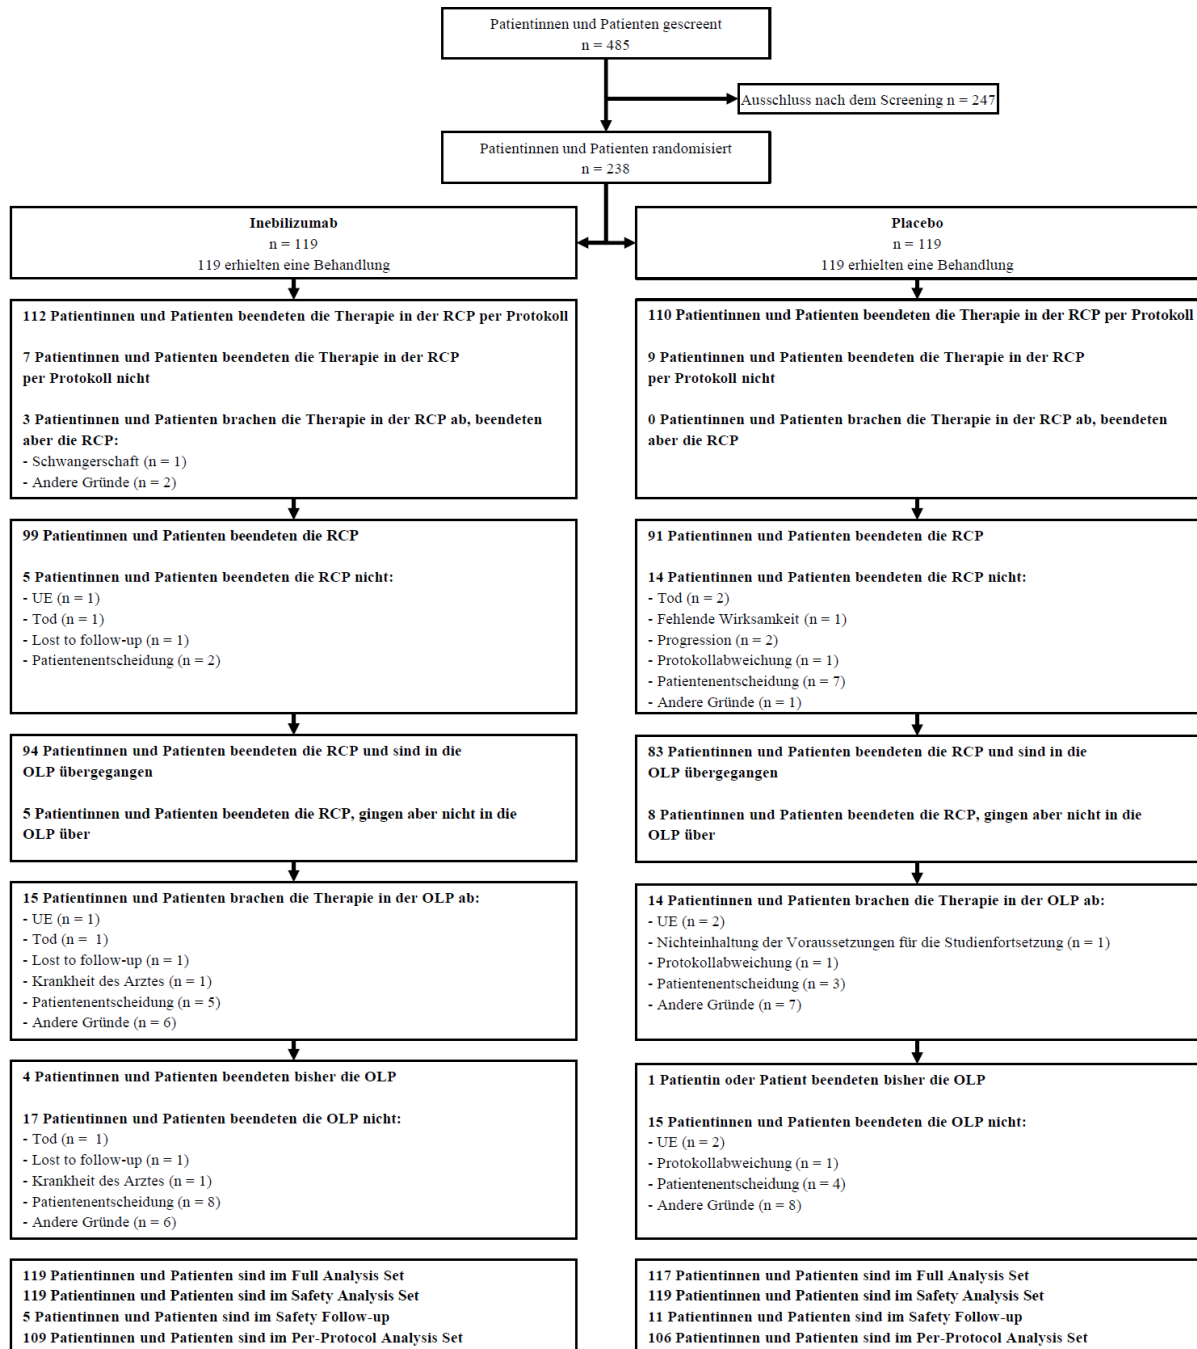 Patientinnen und Patienten gescreent
n = 485
Ausschluss nach dem Screening n = 247
Patientinnen und Patienten randomisiert
n = 238
Inebilizumab
n = 119
119 erhielten eine Behandlung
Placebo
n = 119
119 erhielten eine Behandlung
112 Patientinnen und Patienten beendeten die Therapie in der RCP per Protokoll
7 Patientinnen und Patienten beendeten die Therapie in der RCP
per Protokoll nicht
3 Patientinnen und Patienten brachen die Therapie in der RCP ab, beendeten
aber die RCP:
- Schwangerschaft (n = 1)
- Andere Gründe (n = 2)
110 Patientinnen und Patienten beendeten die Therapie in der RCP per Protokoll
9 Patientinnen und Patienten beendeten die Therapie in der RCP
per Protokoll nicht
0 Patientinnen und Patienten brachen die Therapie in der RCP ab, beendeten
aber die RCP
99 Patientinnen und Patienten beendeten die RCP
5 Patientinnen und Patienten beendeten die RCP nicht:
- UE (n = 1)
- Tod (n = 1)
- Lost to follow-up (n = 1)
- Patientenentscheidung (n = 2)
91 Patientinnen und Patienten beendeten die RCP
14 Patientinnen und Patienten beendeten die RCP nicht:
- Tod (n = 2)
- Fehlende Wirksamkeit (n = 1)
- Progression (n = 2)
- Protokollabweichung (n = 1)
- Patientenentscheidung (n = 7)
- Andere Gründe (n = 1)
94 Patientinnen und Patienten beendeten die RCP und sind in die
OLP übergegangen
5 Patientinnen und Patienten beendeten die RCP, gingen aber nicht in die
OLP über
83 Patientinnen und Patienten beendeten die RCP und sind in die
OLP übergegangen
8 Patientinnen und Patienten beendeten die RCP, gingen aber nicht in die
OLP über
15 Patientinnen und Patienten brachen die Therapie in der OLP ab:
- UE (n = 1)
- Tod (n = 1)
- Lost to follow-up (n = 1)
- Krankheit des Arztes (n = 1)
- Patientenentscheidung (n = 5)
- Andere Gründe (n = 6)
14 Patientinnen und Patienten brachen die Therapie in der OLP ab:
- UE (n = 2)
- Nichteinhaltung der Voraussetzungen für die Studienfortsetzung (n = 1)
- Protokollabweichung (n = 1)
- Patientenentscheidung (n = 3)
- Andere Gründe (n = 7)
4 Patientinnen und Patienten beendeten bisher die OLP
17 Patientinnen und Patienten beendeten die OLP nicht:
- Tod (n = 1)
- Lost to follow-up (n = 1)
- Krankheit des Arztes (n = 1)
- Patientenentscheidung (n = 8)
- Andere Gründe (n = 6)
1 Patientin oder Patient beendeten bisher die OLP
15 Patientinnen und Patienten beendeten die OLP nicht:
- UE (n = 2)
- Protokollabweichung (n = 1)
- Patientenentscheidung (n = 4)
- Andere Gründe (n = 8)
119 Patientinnen und Patienten sind im Full Analysis Set
119 Patientinnen und Patienten sind im Safety Analysis Set
5 Patientinnen und Patienten sind im Safety Follow-up
109 Patientinnen und Patienten sind im Per-Protocol Analysis Set
117 Patientinnen und Patienten sind im Full Analysis Set
119 Patientinnen und Patienten sind im Safety Analysis Set
11 Patientinnen und Patienten sind im Safety Follow-up
106 Patientinnen und Patienten sind im Per-Protocol Analysis Set